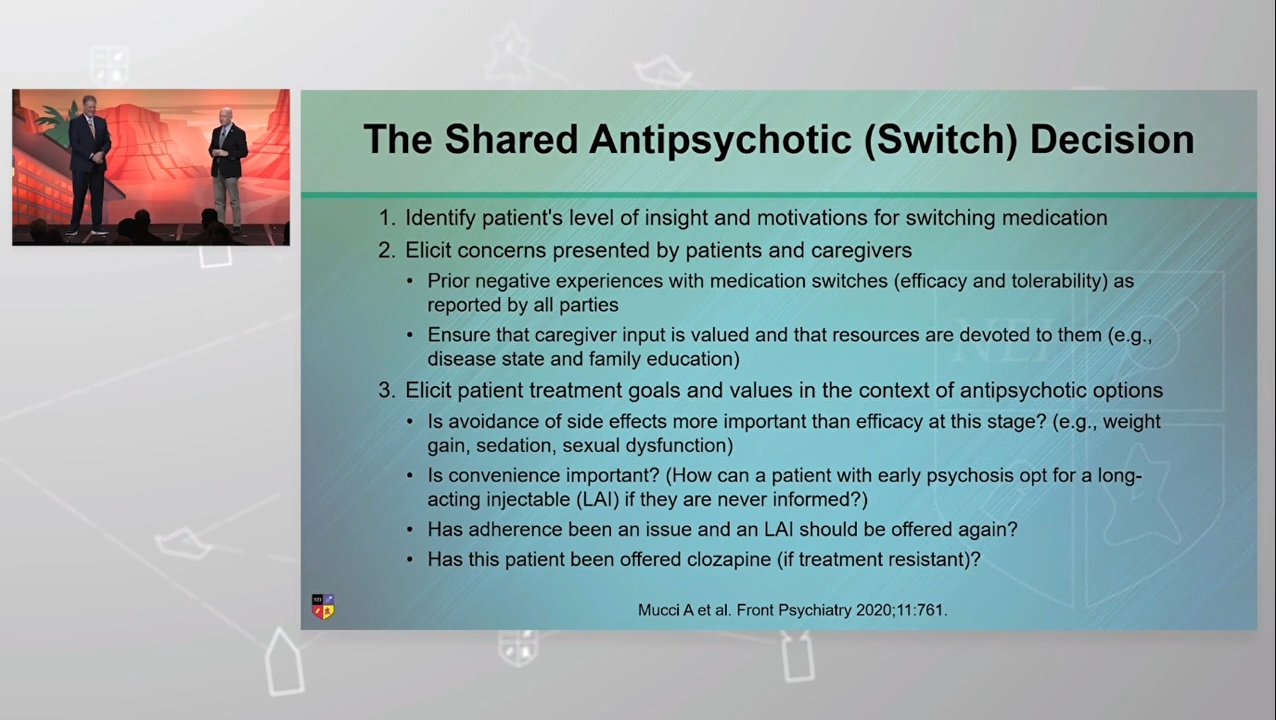 The Shared Antipsychotic (Switch) Decision
1. Identify patient's level of insight and motivations for switching medication
2. Elicit concerns presented by patients and caregivers
• Prior negative experiences with medication switches (efficacy and tolerability) as
reported by all parties
• Ensure that caregiver input is valued and that resources are devoted to them (e.g.,
disease state and family education)
3. Elicit patient treatment goals and values in the context of antipsychotic options
• Is avoidance of side effects more important than efficacy at this stage? (e.g., weight
gain, sedation, sexual dysfunction)
• Is convenience important? (How can a patient with early psychosis opt for a long-
acting injectable (LAI) if they are never informed?)
• Has adherence been an issue and an LAI should be offered again?
• Has this patient been offered clozapine (if treatment resistant)?
NEI
NEI
Mucci A et al. Front Psychiatry 2020;11:761.